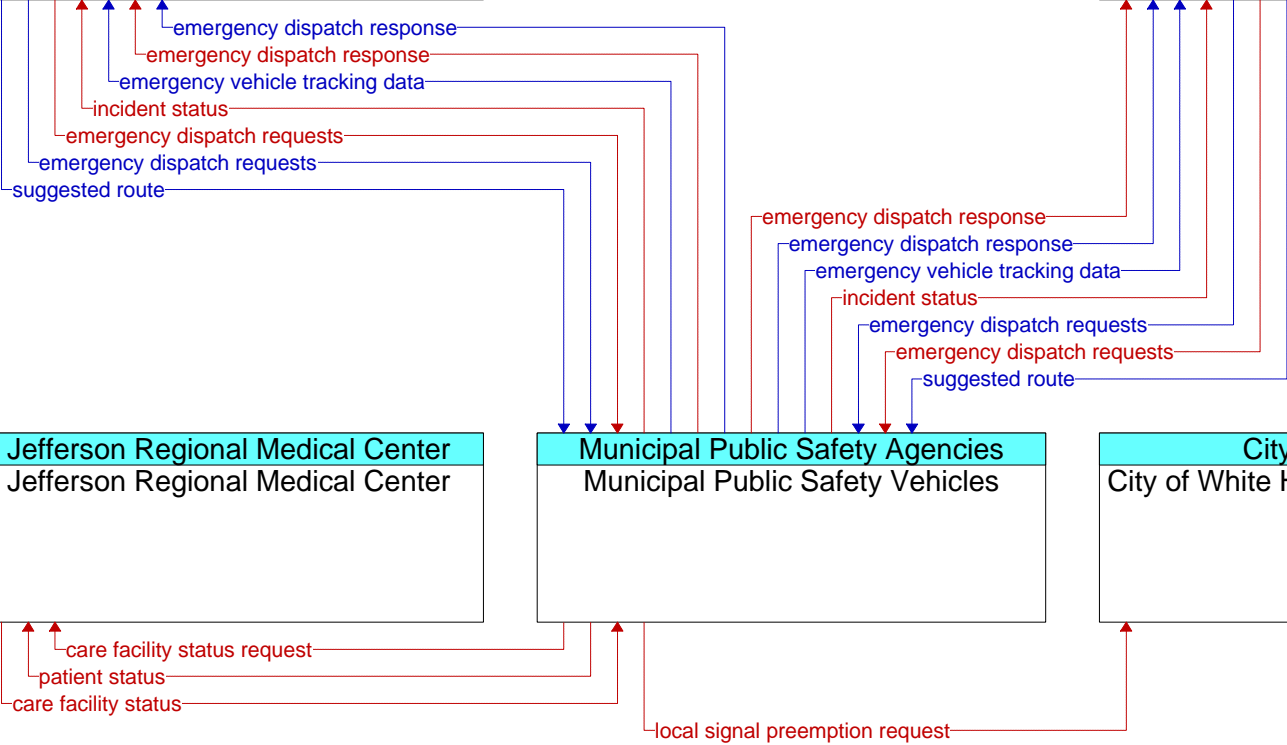 emergency dispatch response
emergency dispatch response
emergency vehicle tracking data
incident status
emergency dispatch requests
emergency dispatch requests
suggested route
emergency dispatch response
emergency dispatch response
emergency vehicle tracking data
incident status
emergency dispatch requests
emergency dispatch requests
suggested route
Jefferson Regional Medical Center
Jefferson Regional Medical Center
Municipal Public Safety Agencies
Municipal Public Safety Vehicles
City
City of White
care facility status request
patient status
care facility status
local signal preemption request